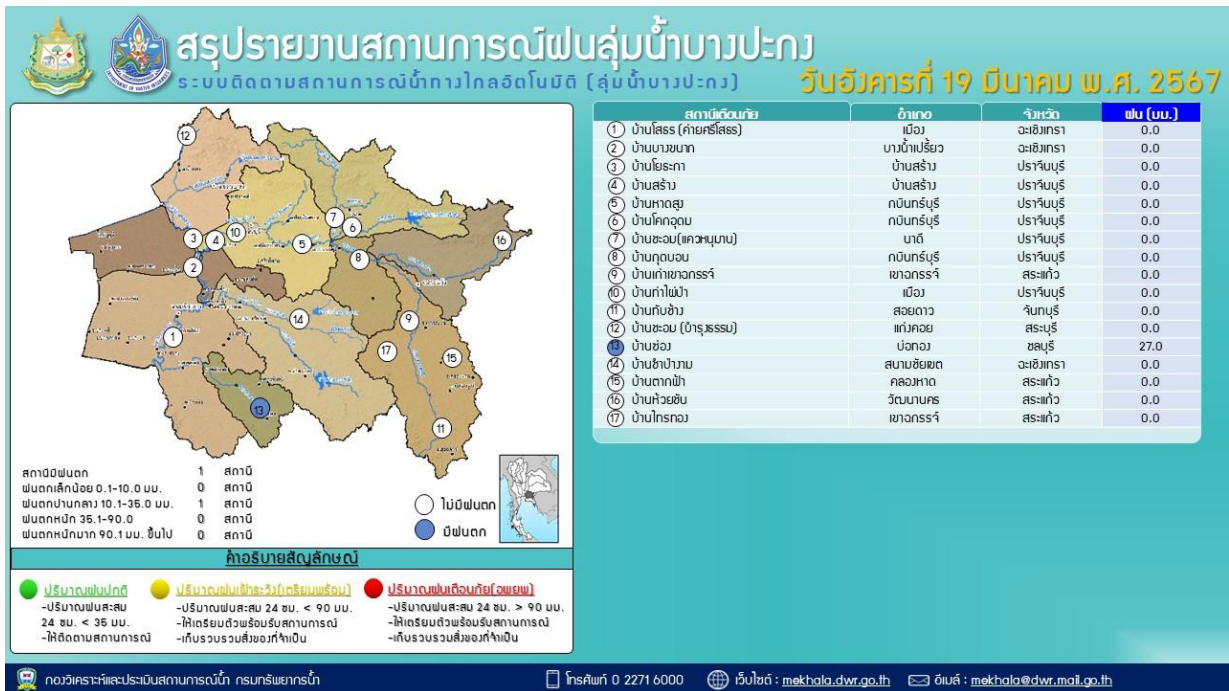 สรุปรายงานสถานการณ์ฝนลุ่มน้ำบางปะกง
ระบบติดตามสถานการณ์น้ำทางไกลอัตโนมัติ (ลุ่มน้ำบางปะกง)
วันอังคารที่ 19 มีนาคม พ.ศ. 2567
สถานีเตือนภัย อำเภอ จังหวัด ฝน (มม.)
1 บ้านโสธร (ค่ายศรีโสธร) เมือง ฉะเชิงเทรา 0.0
2 บ้านบางขนาก บางน้ำเปรี้ยว ฉะเชิงเทรา 0.0
3 บ้านโยธะกา บ้านสร้าง ปราจีนบุรี 0.0
4 บ้านสร้าง บ้านสร้าง ปราจีนบุรี 0.0
5 บ้านหาดสูง กบินทร์บุรี ปราจีนบุรี 0.0
6 บ้านโคกอุดม กบินทร์บุรี ปราจีนบุรี 0.0
7 บ้านชะอม(แควหนุมาน) นาดี ปราจีนบุรี 0.0
8 บ้านกุดบอน กบินทร์บุรี ปราจีนบุรี 0.0
9 บ้านเก่าเขาฉกรรจ์ เขาฉกรรจ์ สระแก้ว 0.0
10 บ้านท่าไผ่ป่า เมือง ปราจีนบุรี 0.0
11 บ้านทับช้าง สอยดาว จันทบุรี 0.0
12 บ้านชะอม (บำรุงธรรม) แก่งคอย สระบุรี 0.0
13 บ้านช่อง บ่อทอง ชลบุรี 27.0
14 บ้านชำป่างาม สนามชัยเขต ฉะเชิงเทรา 0.0
15 บ้านตากฟ้า คลองหาด สระแก้ว 0.0
16 บ้านห้วยชัน วัฒนานคร สระแก้ว 0.0
17 บ้านไทรทอง เขาฉกรรจ์ สระแก้ว 0.0
12
7
6
3
4
10
5
16
8
2
9
14
1
17
15
13
11
สถานีมีฝนตก 1 สถานี
ฝนตกเล็กน้อย 0.1-10.0 มม. 0 สถานี
ฝนตกปานกลาง 10.1-35.0 มม. 1 สถานี
ฝนตกหนัก 35.1-90.0 0 สถานี
ฝนตกหนักมาก 90.1 มม. ขึ้นไป 0 สถานี
ไม่มีฝนตก
มีฝนตก
คำอธิบายสัญลักษณ์
ปริมาณฝนปกติ
-ปริมาณฝนสะสม
24 ชม. < 35 มม.
-ให้ติดตามสถานการณ์
ปริมาณฝนเฝ้าระวัง(เตรียมพร้อม)
-ปริมาณฝนสะสม 24 ชม. < 90 มม.
-ให้เตรียมตัวพร้อมรับสถานการณ์
-เก็บรวบรวมสิ่งของที่จำเป็น
ปริมาณฝนเตือนภัย(อพยพ)
-ปริมาณฝนสะสม 24 ชม. > 90 มม.
-ให้เตรียมตัวพร้อมรับสถานการณ์
-เก็บรวบรวมสิ่งของที่จำเป็น
กองวิเคราะห์และประเมินสถานการณ์น้ำ กรมทรัพยากรน้ำ
โทรศัพท์ 0 2271 6000
เว็บไซต์ : mekhala.dwr.go.th
อีเมล์ : mekhala@dwr.mail.go.th